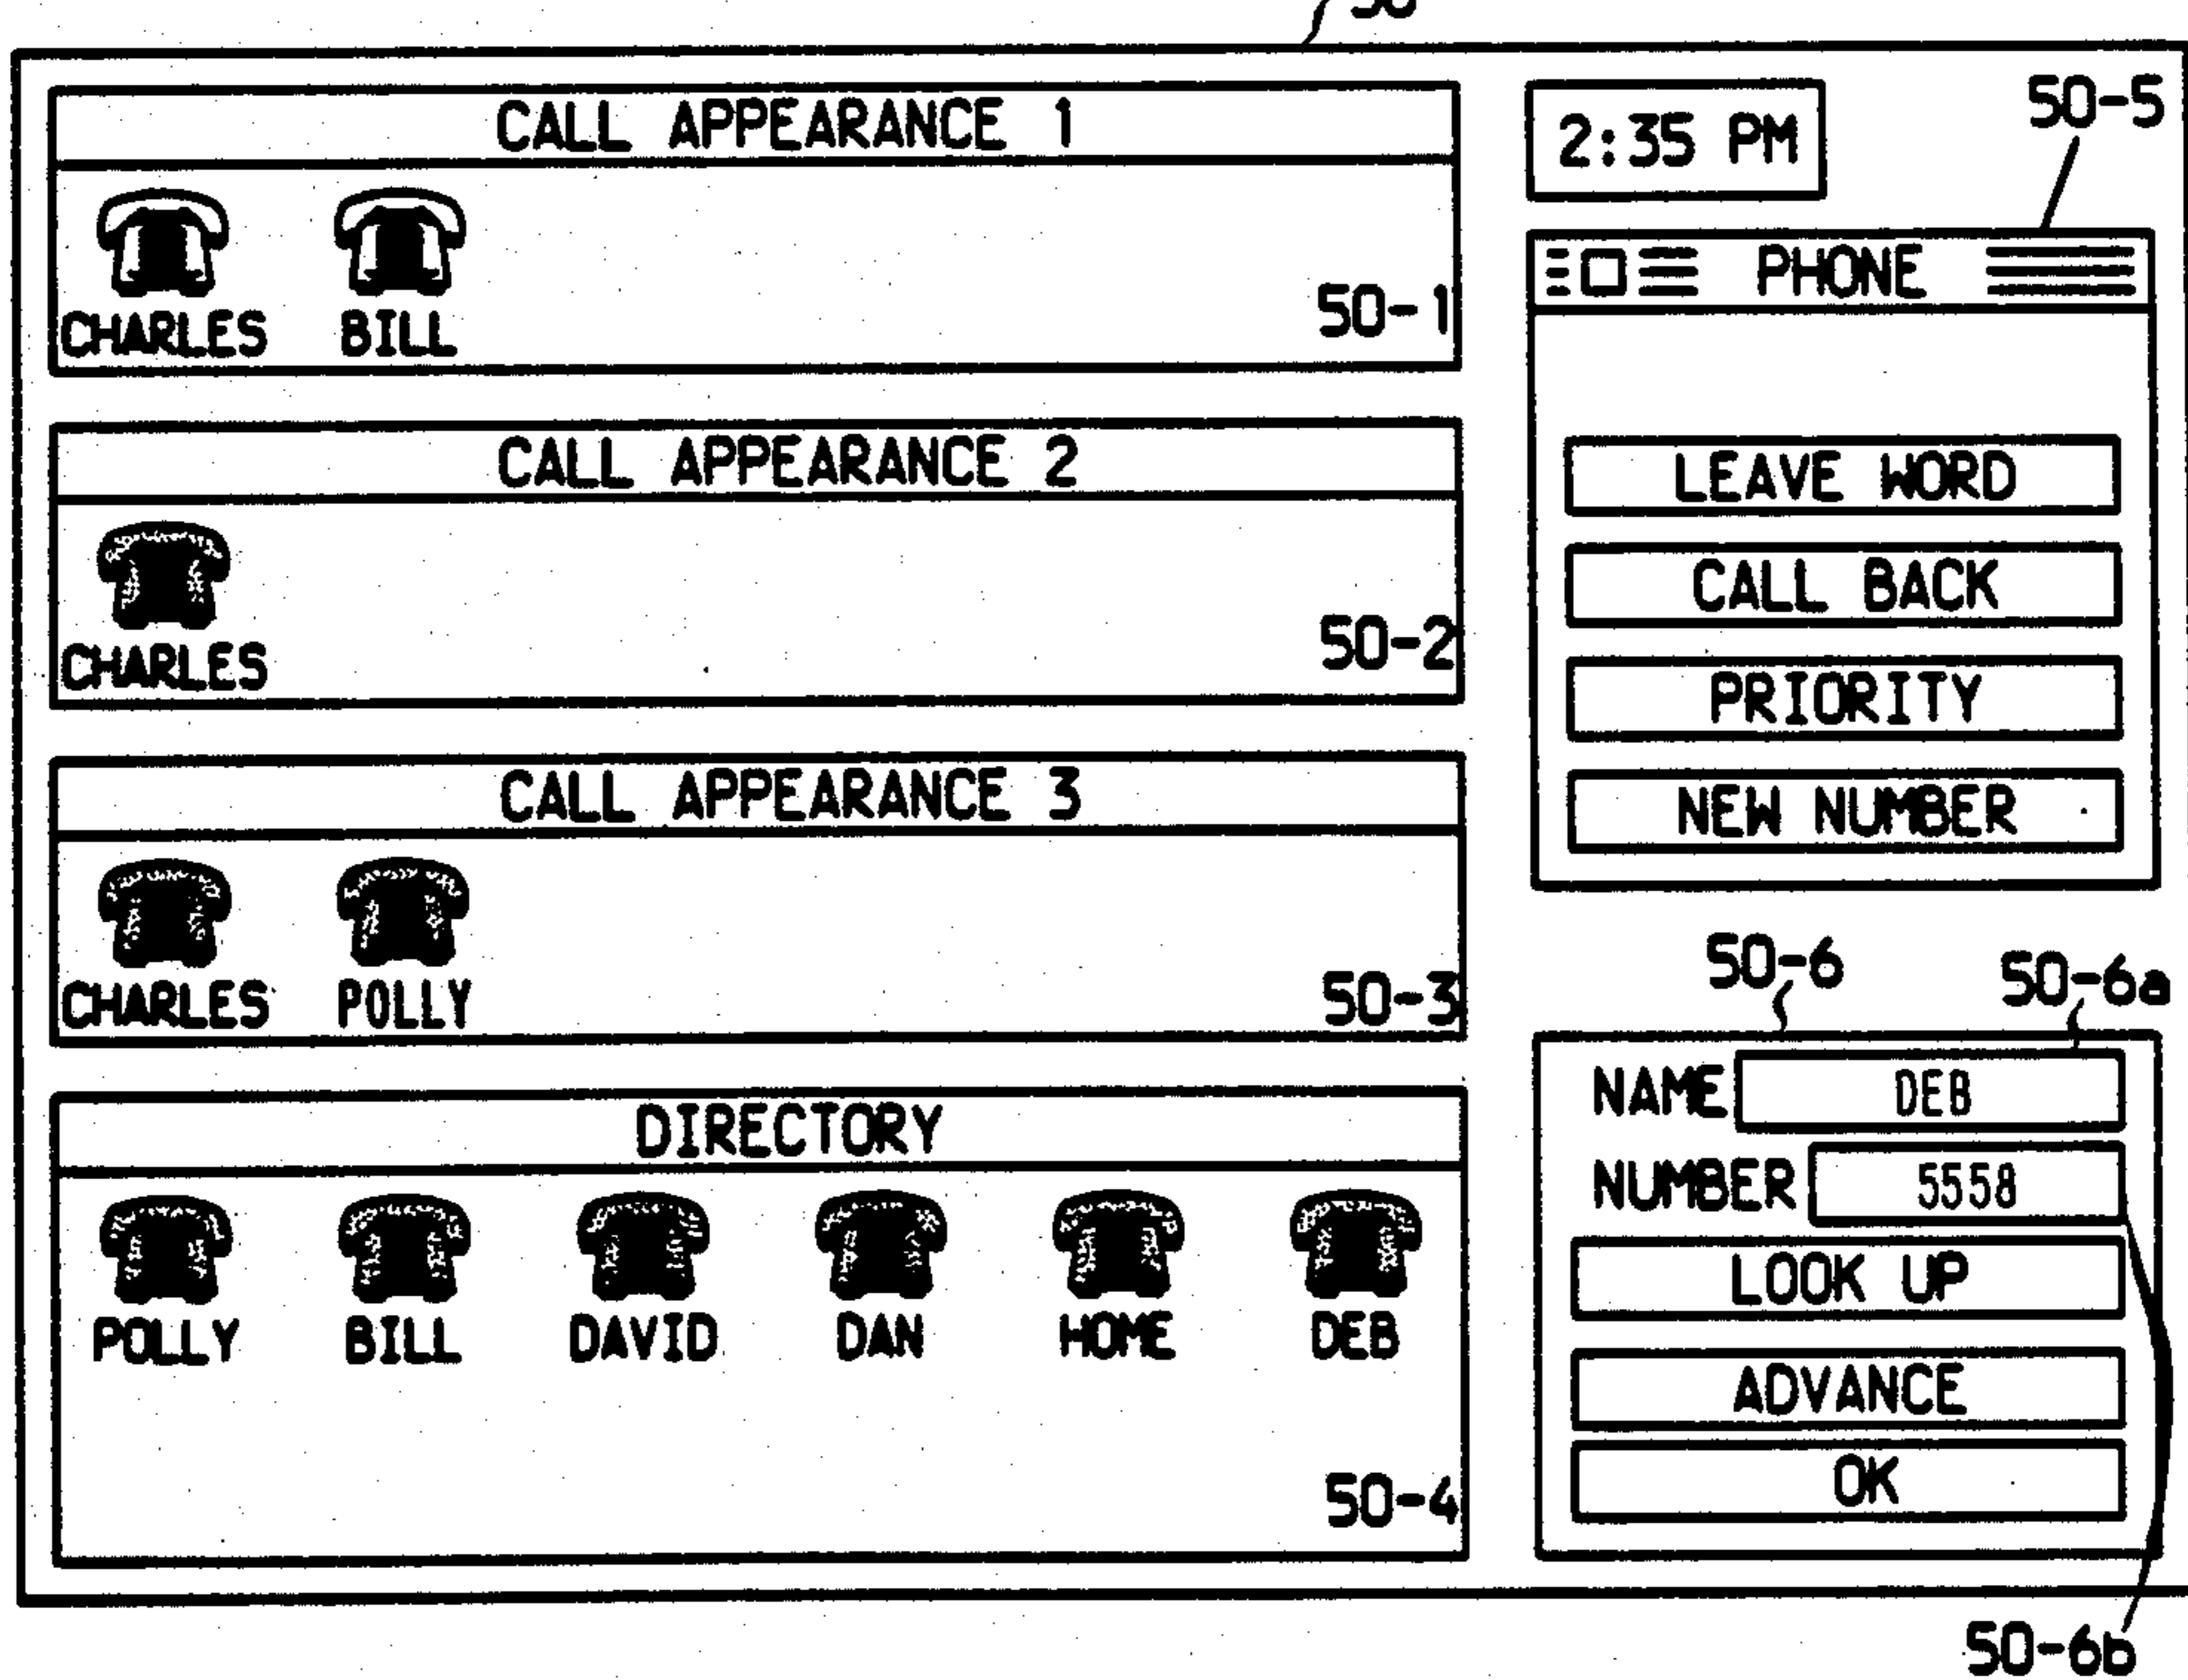 50
CALL APPEARANCE 1
CHARLES BILL
50-1
CALL APPEARANCE 2
CHARLES
50-2
CALL APPEARANCE 3
CHARLES POLLY
50-3
DIRECTORY
POLLY BILL DAVID DAN HOME DEB
50-4
2:35 PM
50-5
PHONE
LEAVE WORD
CALL BACK
PRIORITY
NEW NUMBER
50-6
50-6a
NAME DEB
NUMBER 5558
LOOK UP
ADVANCE
OK
50-6b